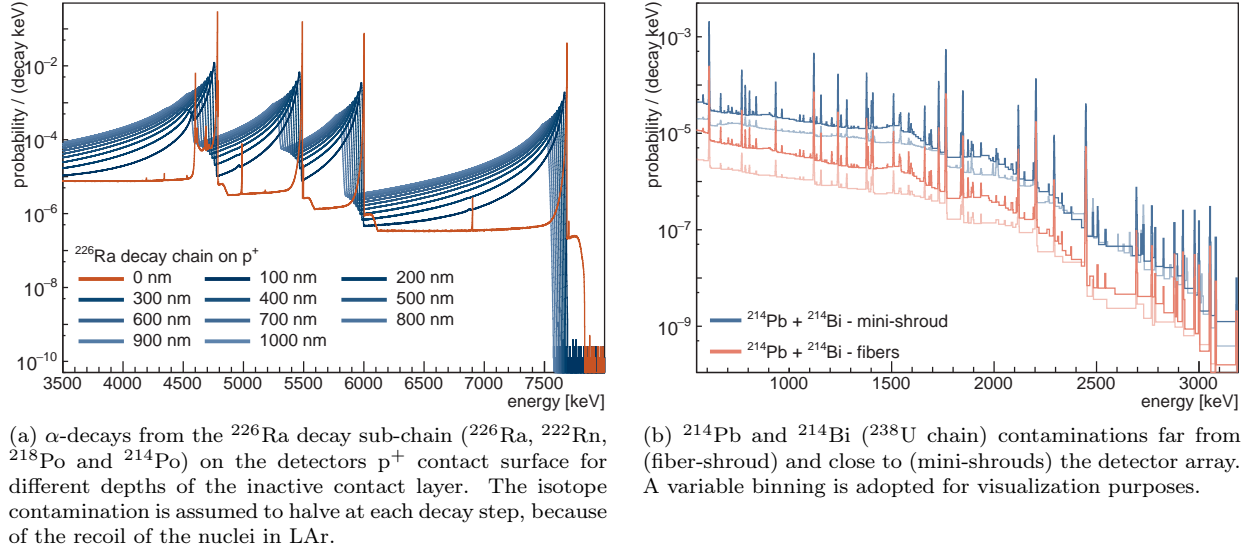 probability / (decay keV)
10⁻²
10⁻⁴
10⁻⁶
10⁻⁸
10⁻¹⁰
²²⁶Ra decay chain on p⁺
0 nm 100 nm 200 nm
300 nm 400 nm 500 nm
600 nm 700 nm 800 nm
900 nm 1000 nm
3500 4000 4500 5000 5500 6000 6500 7000 7500
energy [keV]
(a) α-decays from the ²²⁶Ra decay sub-chain (²²⁶Ra, ²²²Rn,
²¹⁸Po and ²¹⁴Po) on the detectors p⁺ contact surface for
different depths of the inactive contact layer. The isotope
contamination is assumed to halve at each decay step, because
of the recoil of the nuclei in LAr.
probability / (decay keV)
10⁻³
10⁻⁵
10⁻⁷
10⁻⁹
²¹⁴Pb + ²¹⁴Bi - mini-shroud
²¹⁴Pb + ²¹⁴Bi - fibers
1000 1500 2000 2500 3000
energy [keV]
(b) ²¹⁴Pb and ²¹⁴Bi (²³⁸U chain) contaminations far from
(fiber-shroud) and close to (mini-shrouds) the detector array.
A variable binning is adopted for visualization purposes.